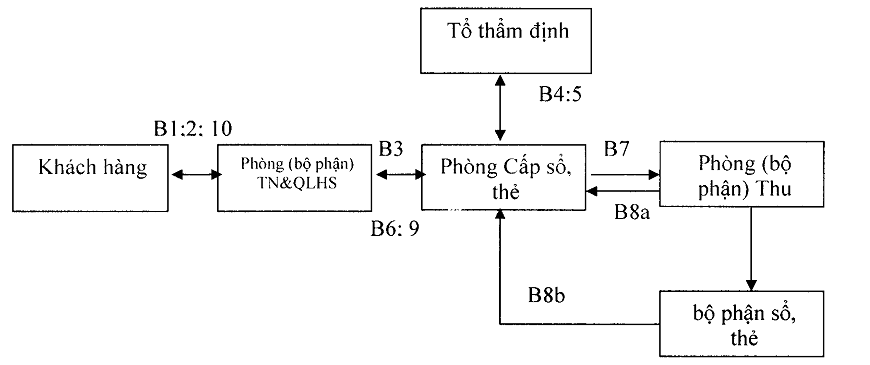 Tổ thẩm định
B4:5
B1:2: 10
Khách hàng
Phòng (bộ phận)
TN&QLHS
B3
B6: 9
Phòng Cấp sổ,
thẻ
B7
B8a
Phòng (bộ
phận) Thu
B8b
bộ phận sổ,
thẻ